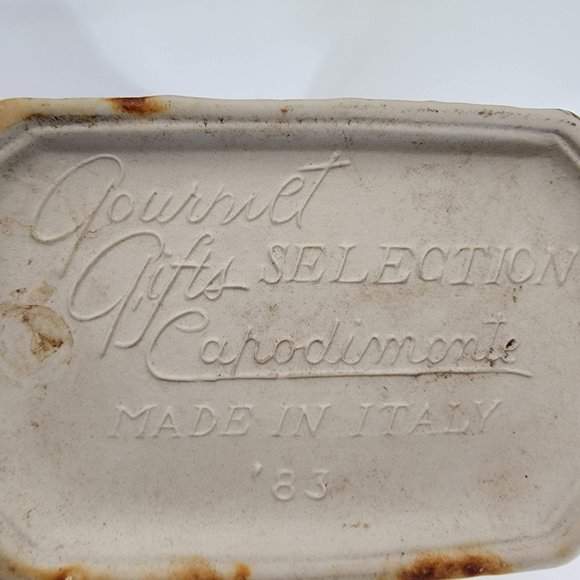 Gourmet
Gifts SELECTION
Capodimonte
MADE IN ITALY
'83